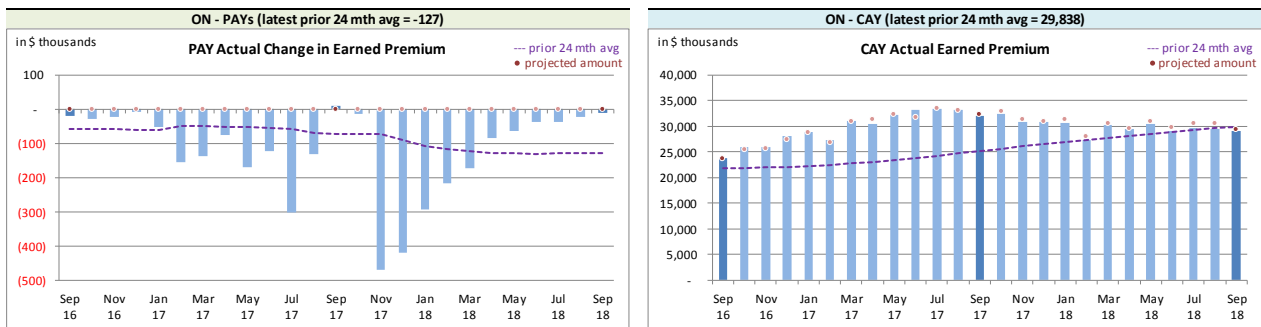 ON - PAYs (latest prior 24 mth avg = -127)
in $ thousands
PAY Actual Change in Earned Premium
--- prior 24 mth avg
• projected amount
100
-
(100)
(200)
(300)
(400)
(500)
Sep Nov Jan Mar May Jul Sep Nov Jan Mar May Jul Sep
16 16 17 17 17 17 17 17 18 18 18 18 18
ON - CAY (latest prior 24 mth avg = 29,838)
in $ thousands
CAY Actual Earned Premium
--- prior 24 mth avg
• projected amount
40,000
35,000
30,000
25,000
20,000
15,000
10,000
5,000
-
Sep Nov Jan Mar May Jul Sep Nov Jan Mar May Jul Sep
16 16 17 17 17 17 17 17 18 18 18 18 18